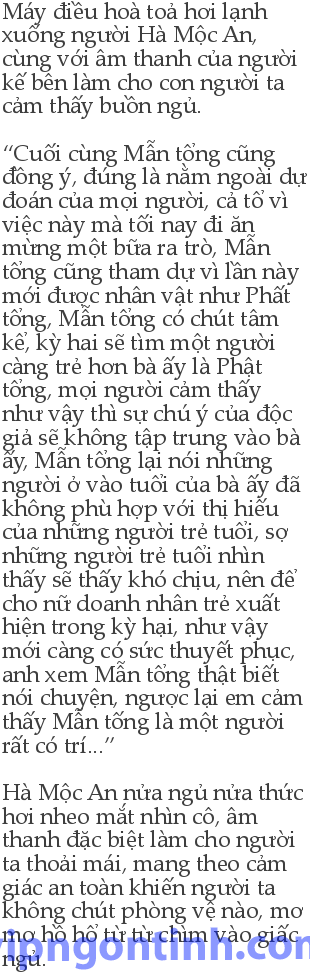 Máy điều hoà toả hơi lạnh
xuống người Hà Mộc An,
cùng với âm thanh của người
kế bên làm cho con người ta
cảm thấy buồn ngủ.
“Cuối cùng Mẫn tổng cũng
đồng ý, đúng là nằm ngoài dự
đoán của mọi người, cả tổ vì
việc này mà tối nay đi ăn
mừng một bữa ra trò, Mẫn
tổng cũng tham dự vì lần này
mới được nhân vật như Phất
tổng, Mẫn tổng có chút tâm
kế, kỳ hai sẽ tìm một người
càng trẻ hơn bà ấy là Phật
tổng, mọi người cảm thấy
như vậy thì sự chú ý của độc
giả sẽ không tập trung vào bà
ấy, Mẫn tổng lại nói những
người ở vào tuổi của bà ấy đã
không phù hợp với thị hiếu
của những người trẻ tuổi, sợ
những người trẻ tuổi nhìn
thấy sẽ thấy khó chịu, nên để
cho nữ doanh nhân trẻ xuất
hiện trong kỳ hại, như vậy
mới càng có sức thuyết phục,
anh xem Mẫn tổng thật biết
nói chuyện, ngược lại em cảm
thấy Mẫn tống là một người
rất có trí...”
Hà Mộc An nửa ngủ nửa thức
hơi nheo mắt nhìn cô, âm
thanh đặc biệt làm cho người
ta thoải mái, mang theo cảm
giác an toàn khiến người ta
không chút phòng vệ nào, mơ
mơ hồ hồ từ từ chìm vào giấc
ngủ.
vipngontinh.com